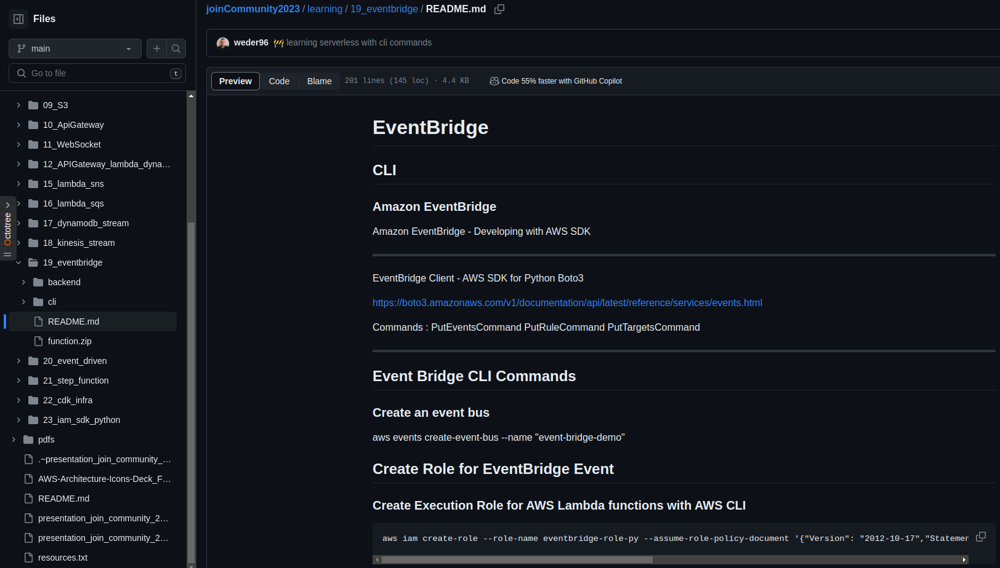 Files
main
Go to file
t
09_S3
10_ApiGateway
11_WebSocket
12_APIGateway_lambda_dyna…
15_lambda_sns
16_lambda_sqs
17_dynamodb_stream
18_kinesis_stream
19_eventbridge
backend
cli
README.md
function.zip
20_event_driven
21_step_function
22_cdk_infra
23_iam_sdk_python
pdfs
.~presentation_join_community_…
AWS-Architecture-Icons-Deck_F…
README.md
presentation_join_community_2…
presentation_join_community_2…
resources.txt
Octotree
joinCommunity2023 / learning / 19_eventbridge / README.md
weder96 🚧 learning serverless with cli commands
Preview Code Blame 201 lines (145 loc) · 4.4 KB Code 55% faster with GitHub Copilot
EventBridge
CLI
Amazon EventBridge
Amazon EventBridge - Developing with AWS SDK
EventBridge Client - AWS SDK for Python Boto3
https://boto3.amazonaws.com/v1/documentation/api/latest/reference/services/events.html
Commands : PutEventsCommand PutRuleCommand PutTargetsCommand
Event Bridge CLI Commands
Create an event bus
aws events create-event-bus --name "event-bridge-demo"
Create Role for EventBridge Event
Create Execution Role for AWS Lambda functions with AWS CLI
aws iam create-role --role-name eventbridge-role-py --assume-role-policy-document '{"Version": "2012-10-17","Statemen